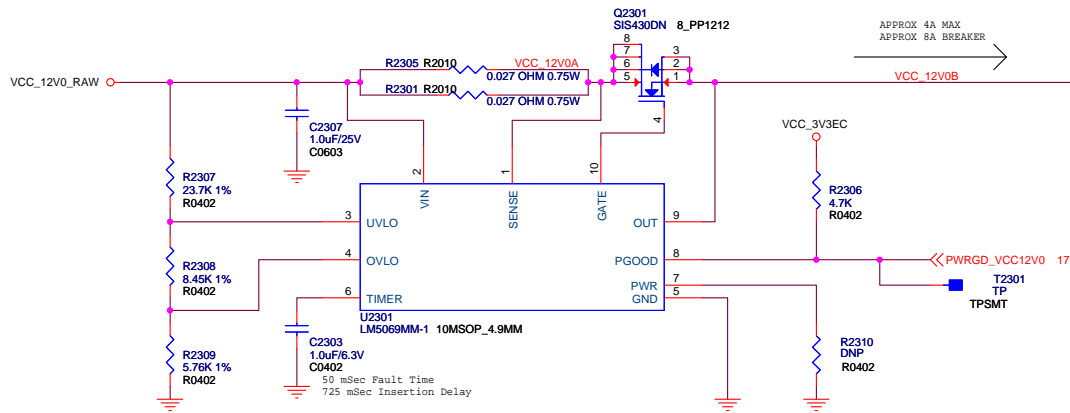 Q2301
SIS430DN 8_PP1212
APPROX 4A MAX
APPROX 8A BREAKER
8
7
6
5
3
2
1
4
R2305 R2010
VCC_12V0A
0.027 OHM 0.75W
VCC_12V0_RAW
VCC_12V0B
R2301 R2010
0.027 OHM 0.75W
C2307
1.0uF/25V
C0603
VCC_3V3EC
2
1
10
R2307
23.7K 1%
R0402
VIN
SENSE
GATE
R2306
4.7K
R0402
3
UVLO
OUT
9
R2308
8.45K 1%
R0402
4
OVLO
PGOOD
8
PWRGD_VCC12V0 17
PWR
7
T2301
TP
TPSMT
6
TIMER
GND
5
U2301
LM5069MM-1 10MSOP_4.9MM
C2303
1.0uF/6.3V
C0402
R2310
DNP
R0402
R2309
5.76K 1%
R0402
50 mSec Fault Time
725 mSec Insertion Delay